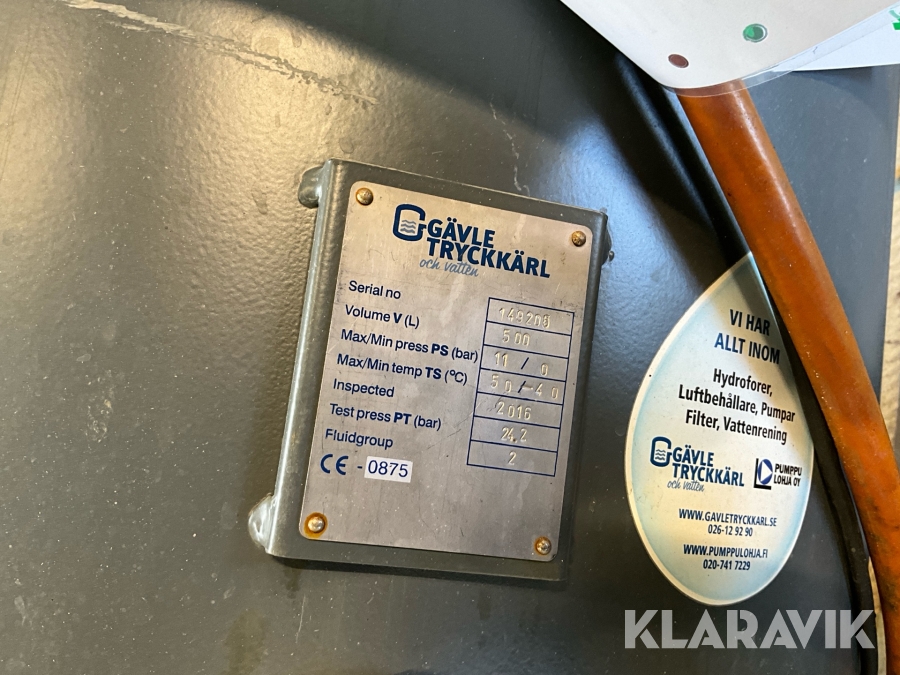 GÄVLE
TRYCKKÄRL
och vatten
Serial no 149208
Volume V (L) 500
Max/Min press PS (bar) 11 / 0
Max/Min temp TS (°C) 50 /-40
Inspected 2016
Test press PT (bar) 24,2
Fluidgroup 2
CE - 0875
VI HAR
ALLT INOM
Hydroforer,
Luftbehållare, Pumpar
Filter, Vattenrening
GÄVLE
TRYCKKÄRL
och vatten
PUMPPU
LOHJA OY
WWW.GAVLETRYCKKARL.SE
026-12 92 90
WWW.PUMPPULOHJA.FI
020-741 7229
KLARAVIK